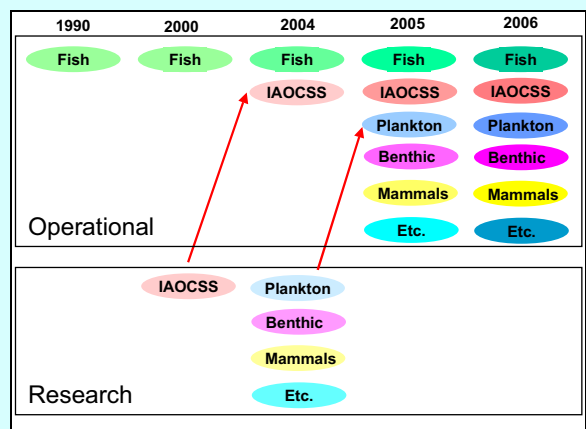 1990 2000 2004 2005 2006
Fish Fish Fish Fish Fish
IAOCSS IAOCSS IAOCSS
Plankton Plankton
Benthic Benthic
Mammals Mammals
Operational Etc. Etc.
IAOCSS Plankton
Benthic
Mammals
Research Etc.